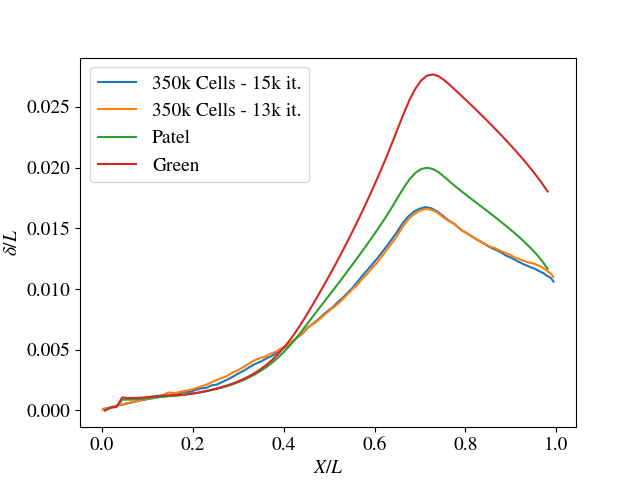 350k Cells - 15k it.
350k Cells - 13k it.
Patel
Green
δ/L
0.025
0.020
0.015
0.010
0.005
0.000
0.0 0.2 0.4 0.6 0.8 1.0
X/L